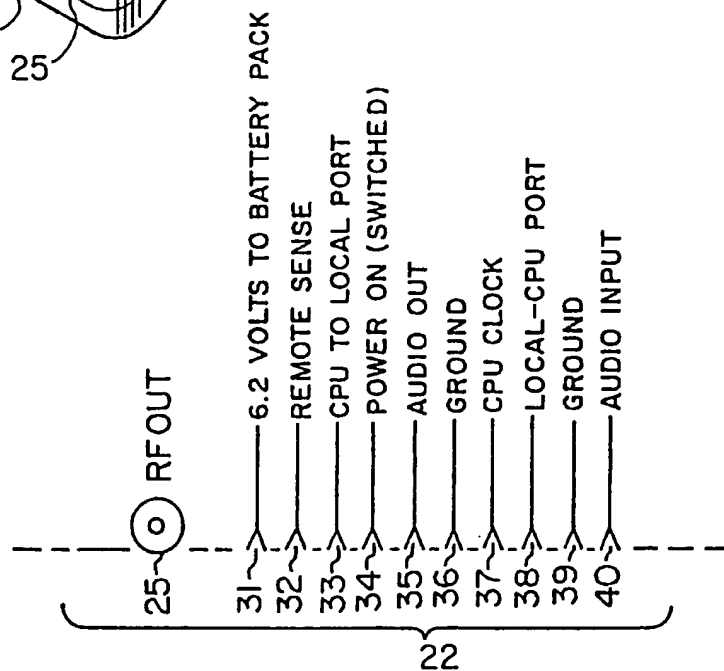 25
25 RFOUT
31 6.2 VOLTS TO BATTERY PACK
32 REMOTE SENSE
33 CPU TO LOCAL PORT
34 POWER ON (SWITCHED)
35 AUDIO OUT
36 GROUND
37 CPU CLOCK
38 LOCAL-CPU PORT
39 GROUND
40 AUDIO INPUT
22